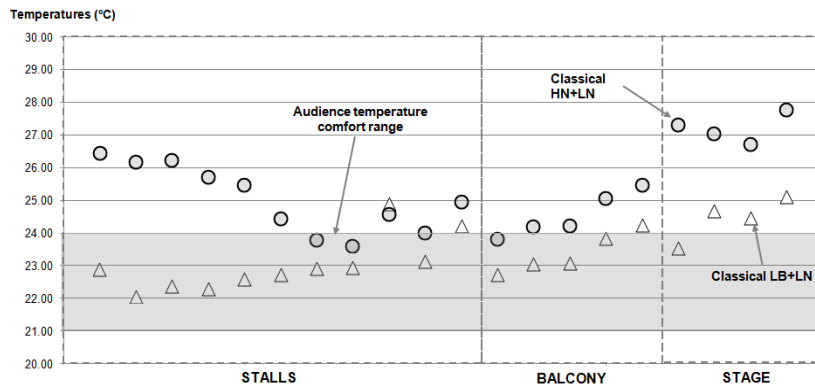 Temperatures (ºC)
30.00
29.00
28.00
27.00
26.00
25.00
24.00
23.00
22.00
21.00
20.00
Classical
HN+LN
Audience temperature
comfort range
Classical LB+LN
STALLS
BALCONY
STAGE